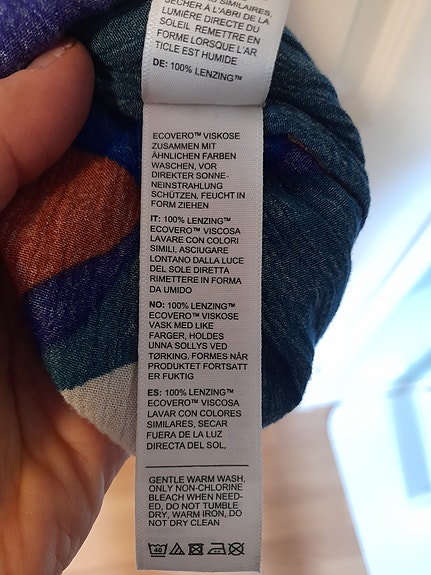 SÉCHER À L'ABRI DE LA
LUMIÈRE DIRECTE DU
SOLEIL, REMETTRE EN
FORME LORSQUE L'AR
TICLE EST HUMIDE
DE: 100% LENZING™
ECOVERO™ VISKOSE
ZUSAMMEN MIT
ÄHNLICHEN FARBEN
WASCHEN, VOR
DIREKTER SONNE-
NEINSTRAHLUNG
SCHÜTZEN, FEUCHT IN
FORM ZIEHEN
IT: 100% LENZING™
ECOVERO™ VISCOSA
LAVARE CON COLORI
SIMILI, ASCIUGARE
LONTANO DALLA LUCE
DEL SOLE DIRETTA
RIMETTERE IN FORMA
DA UMIDO
NO: 100% LENZING™
ECOVERO™ VISKOSE
VASK MED LIKE
FARGER, HOLDES
UNNA SOLLYS VED
TØRKING. FORMES NÅR
PRODUKTET FORTSATT
ER FUKTIG
ES: 100% LENZING™
ECOVERO™ VISCOSA
LAVAR CON COLORES
SIMILARES, SECAR
FUERA DE LA LUZ
DIRECTA DEL SOL,
GENTLE WARM WASH,
ONLY NON-CHLORINE
BLEACH WHEN NEED-
ED, DO NOT TUMBLE
DRY, WARM IRON, DO
NOT DRY CLEAN
40